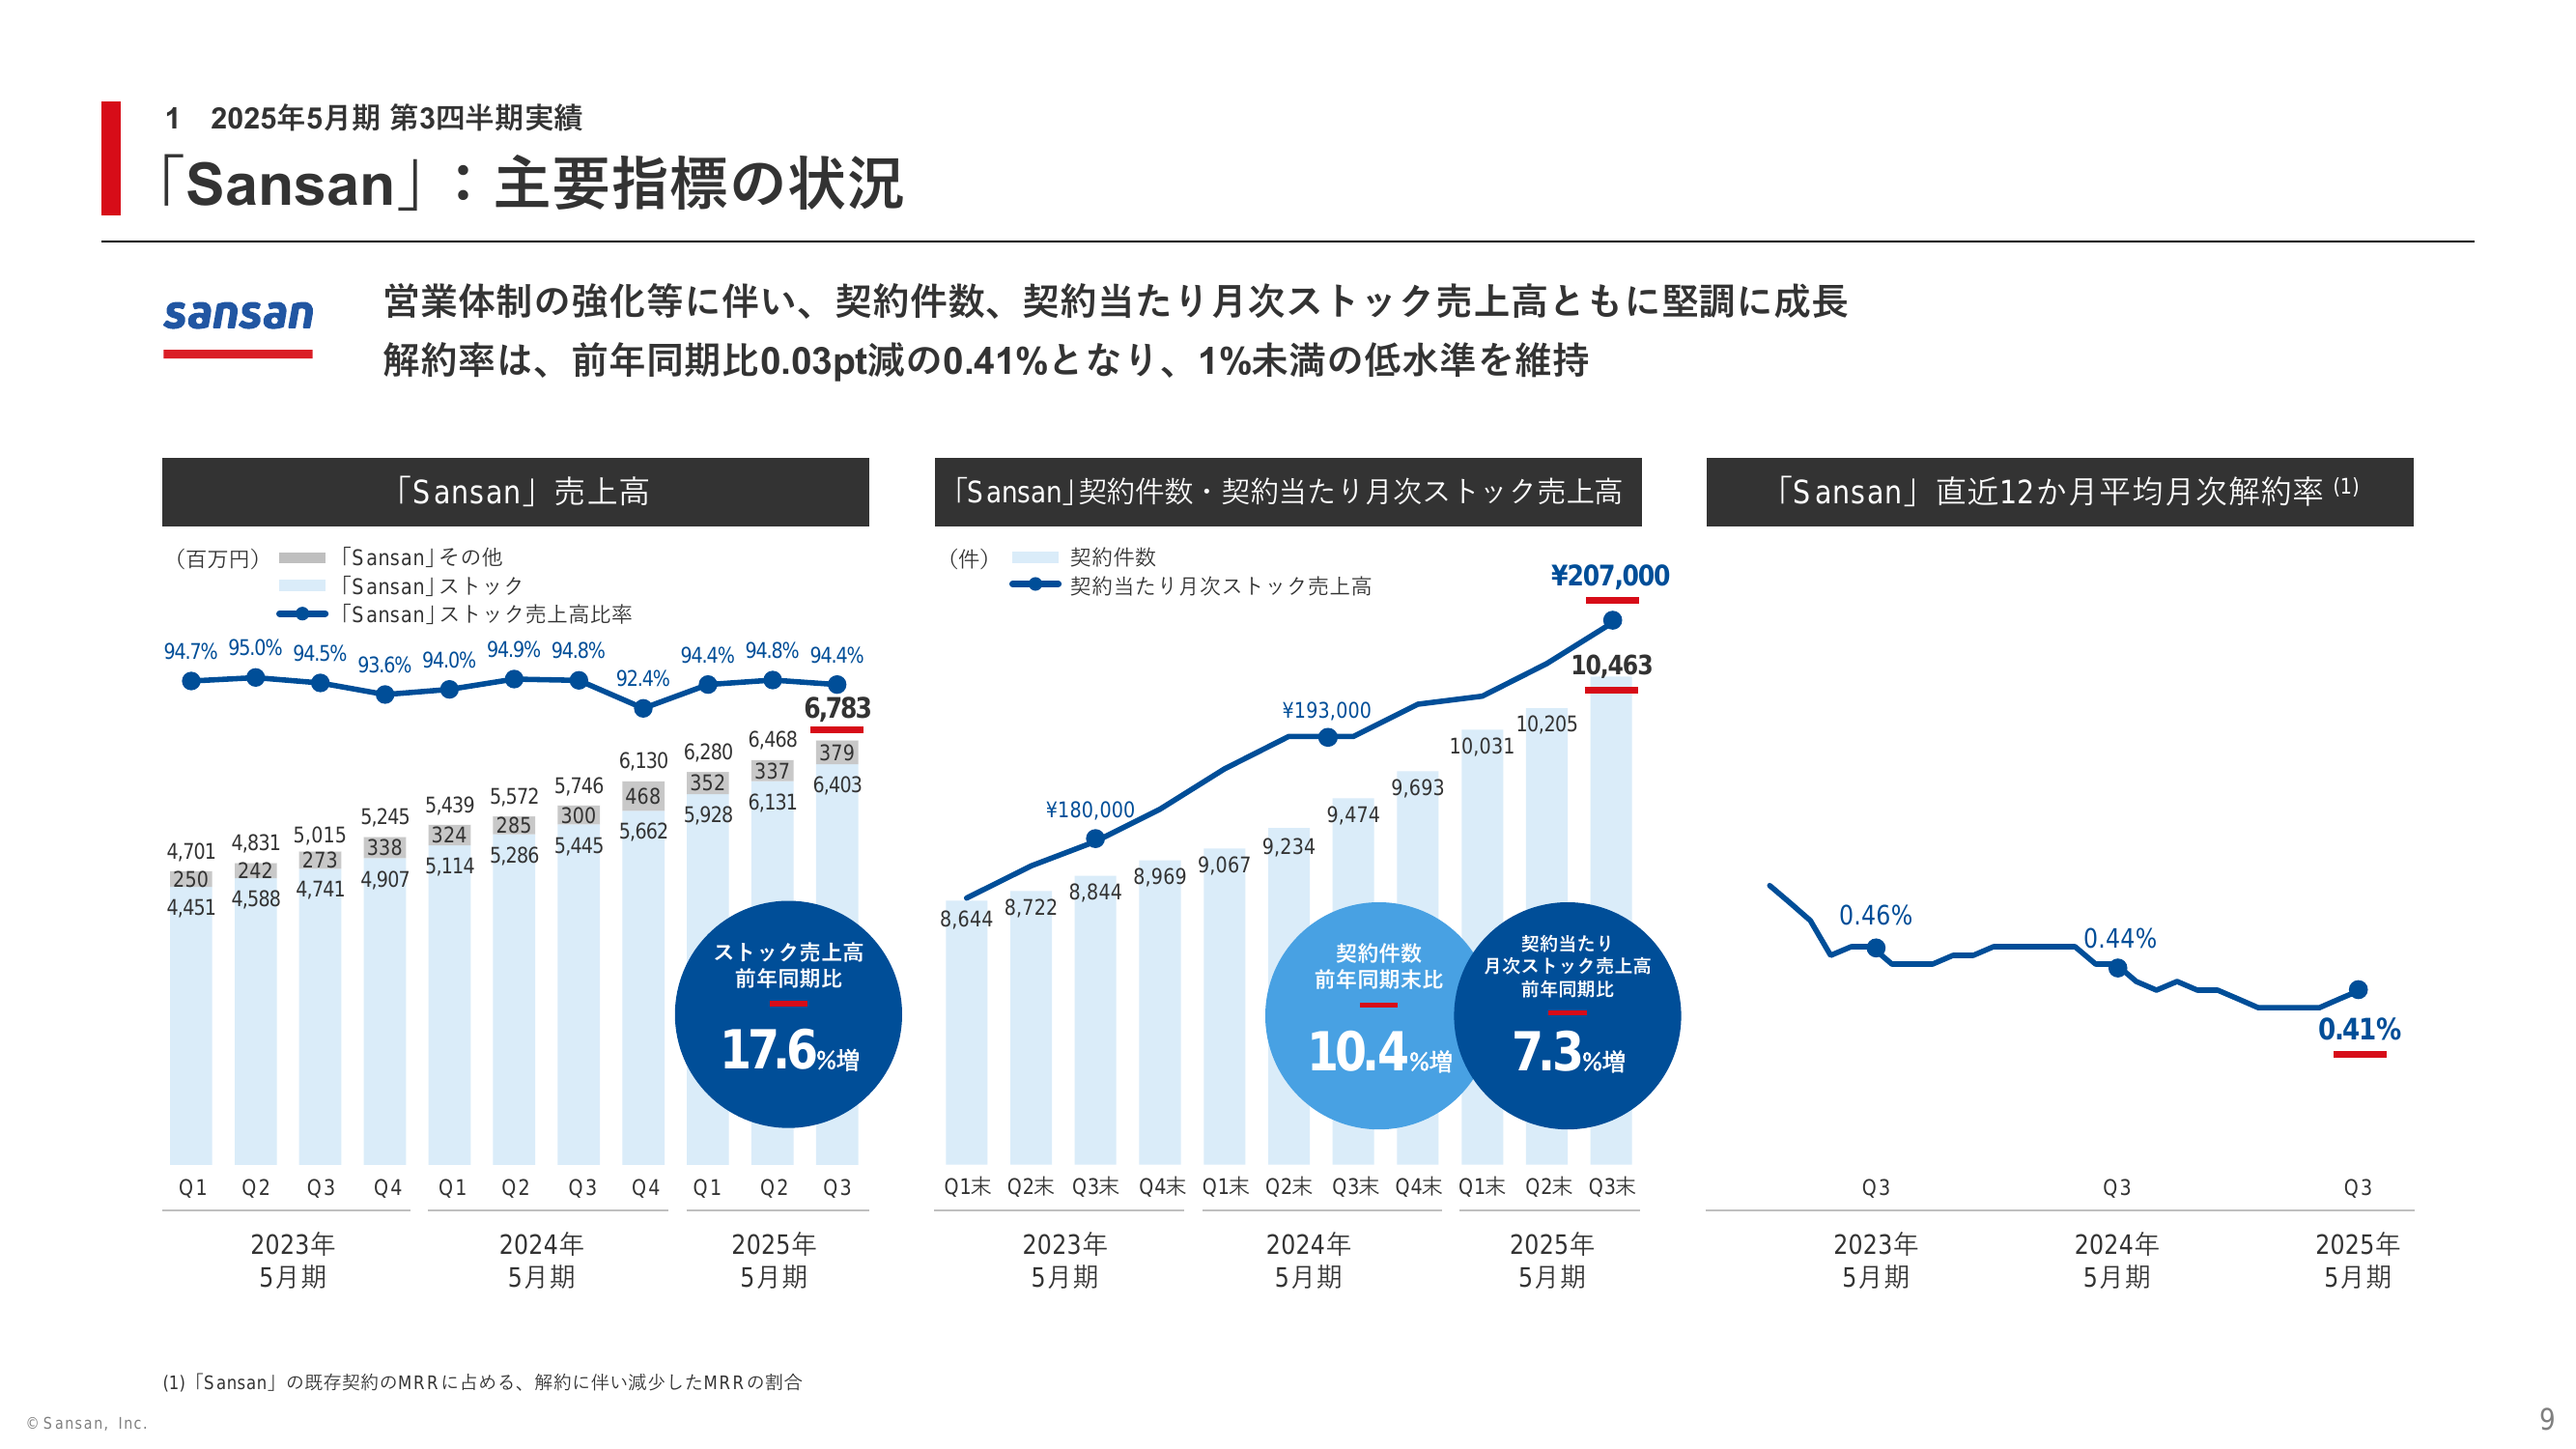 1 2025年5月期 第3四半期実績
「Sansan」：主要指標の状況
sansan
営業体制の強化等に伴い、契約件数、契約当たり月次ストック売上高ともに堅調に成長
解約率は、前年同期比0.03pt減の0.41%となり、1%未満の低水準を維持
「Sansan」売上高
（百万円）
「Sansan」その他
「Sansan」ストック
「Sansan」ストック売上高比率
94.7% 95.0% 94.5% 93.6% 94.0% 94.9% 94.8% 92.4% 94.4% 94.8% 94.4%
4,701 4,831 5,015 5,245 5,439 5,572 5,746 6,130 6,280 6,468 6,783
250 242 273 338 324 285 300 468 352 337 379
4,451 4,588 4,741 4,907 5,114 5,286 5,445 5,662 5,928 6,131 6,403
ストック売上高
前年同期比
17.6%増
Q1 Q2 Q3 Q4 Q1 Q2 Q3 Q4 Q1 Q2 Q3
2023年 2024年 2025年
5月期 5月期 5月期
「Sansan」契約件数・契約当たり月次ストック売上高
（件）
契約件数
契約当たり月次ストック売上高
¥180,000 ¥193,000 ¥207,000
8,644 8,722 8,844 8,969 9,067 9,234 9,474 9,693 10,031 10,205 10,463
契約件数
前年同期末比
10.4%増
契約当たり
月次ストック売上高
前年同期比
7.3%増
Q1末 Q2末 Q3末 Q4末 Q1末 Q2末 Q3末 Q4末 Q1末 Q2末 Q3末
2023年 2024年 2025年
5月期 5月期 5月期
「Sansan」直近12か月平均月次解約率 (1)
0.46% 0.44% 0.41%
Q3 Q3 Q3
2023年 2024年 2025年
5月期 5月期 5月期
(1)「Sansan」の既存契約のMRRに占める、解約に伴い減少したMRRの割合
©Sansan, Inc.
9